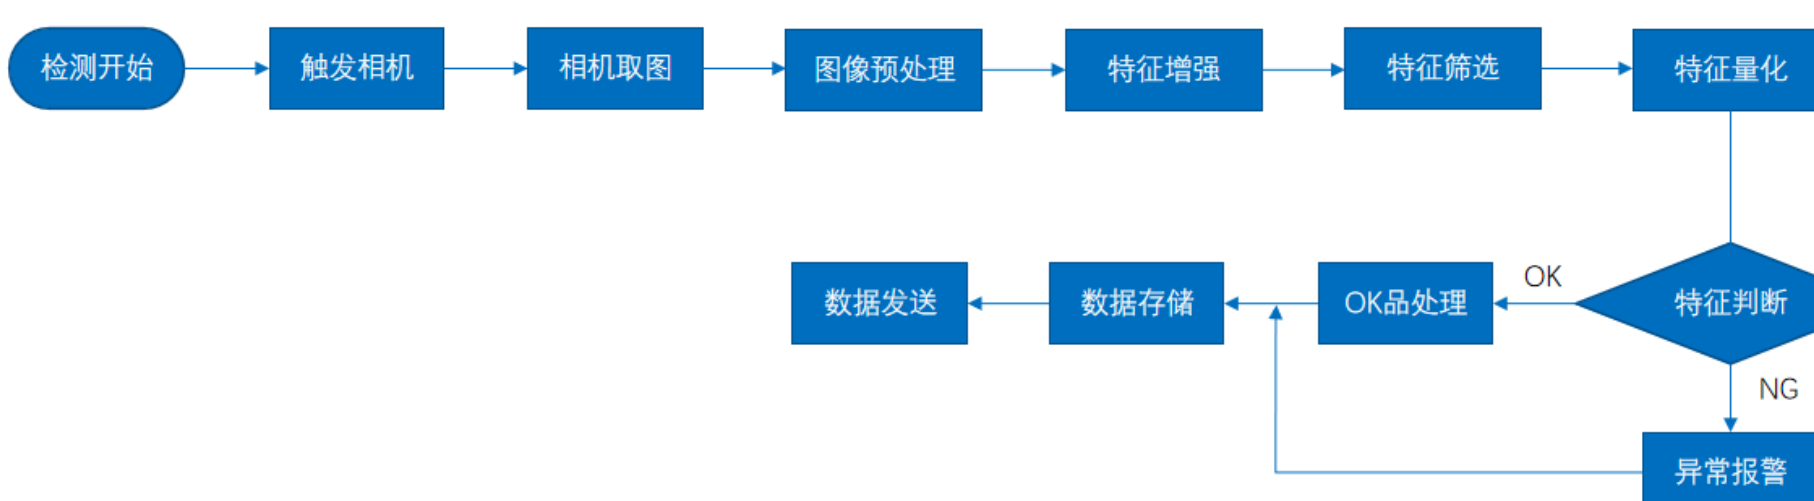 检测开始
触发相机
相机取图
图像预处理
特征增强
特征筛选
特征量化
特征判断
OK
OK品处理
数据存储
数据发送
NG
异常报警